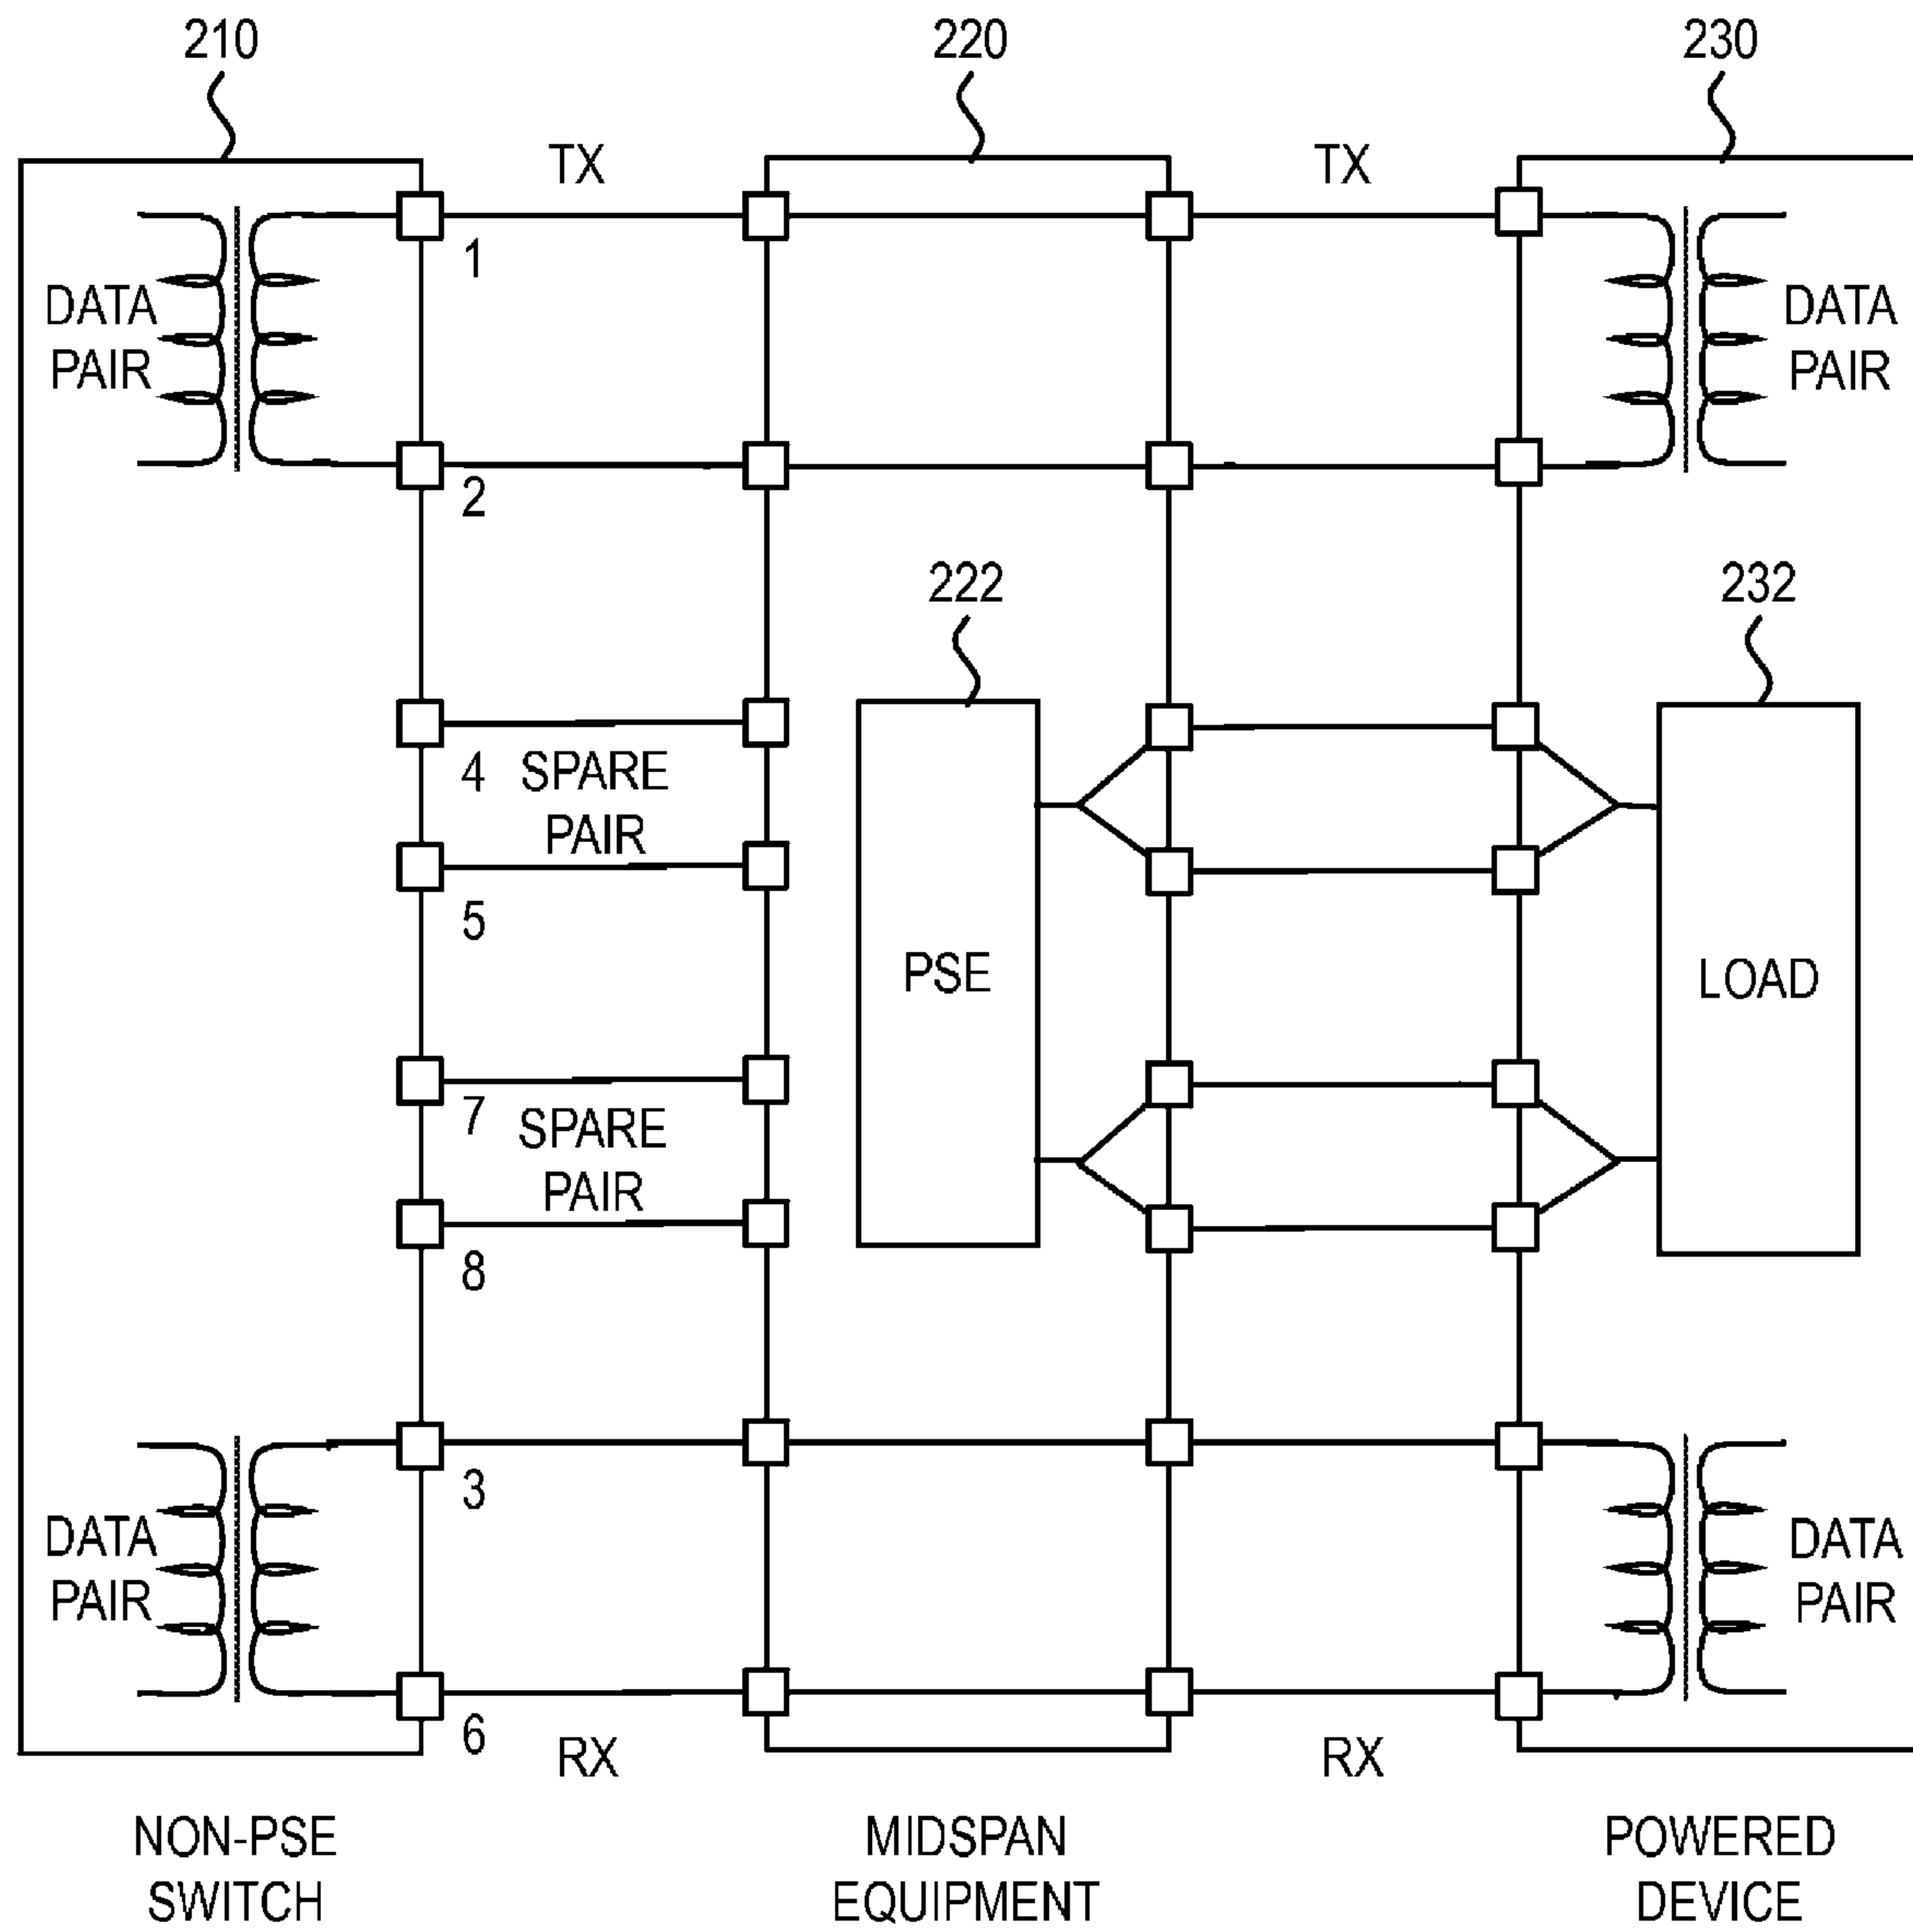 210
220
230
TX
TX
1
DATA
PAIR
DATA
PAIR
2
222
232
4
SPARE
PAIR
5
PSE
LOAD
7
SPARE
PAIR
8
3
DATA
PAIR
DATA
PAIR
6
RX
RX
NON-PSE
SWITCH
MIDSPAN
EQUIPMENT
POWERED
DEVICE